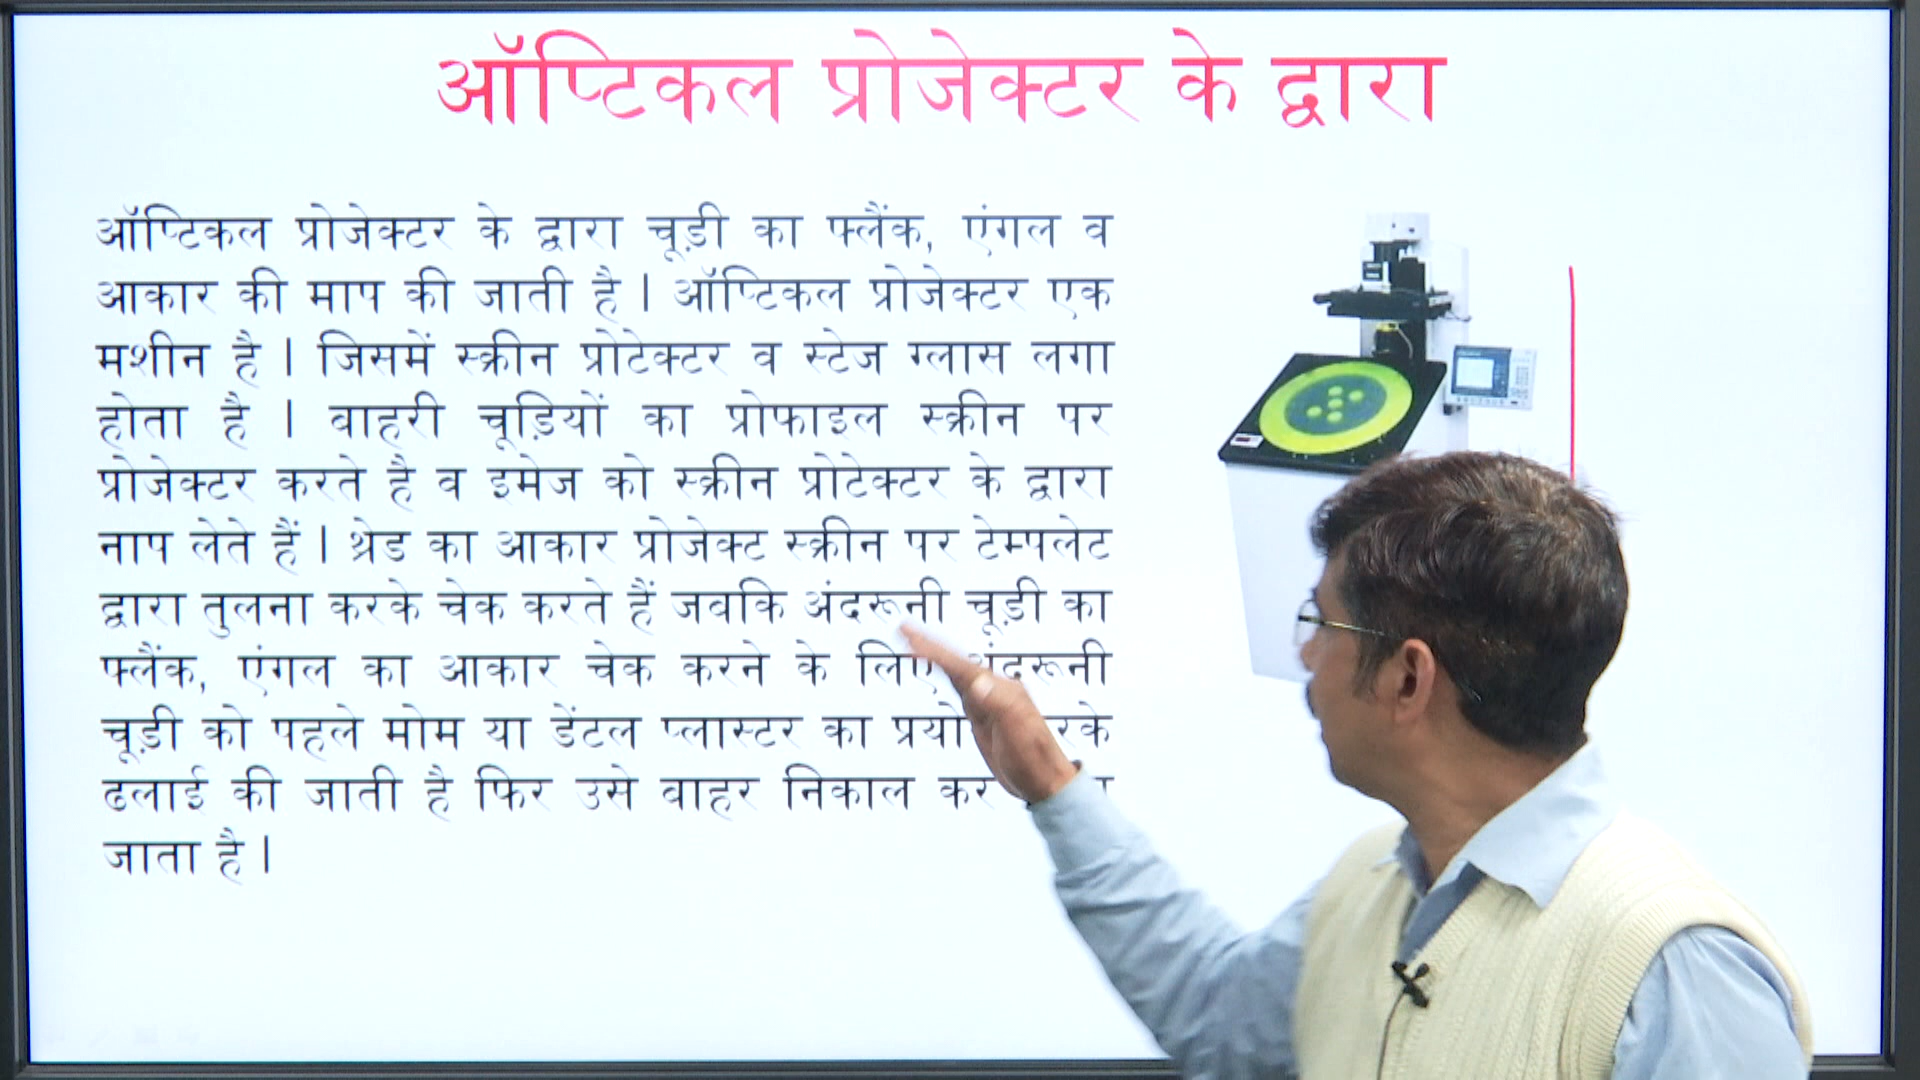 ऑप्टिकल प्रोजेक्टर के द्वारा
ऑप्टिकल प्रोजेक्टर के द्वारा चूड़ी का फ्लैंक, एंगल व
आकार की माप की जाती है । ऑप्टिकल प्रोजेक्टर एक
मशीन है । जिसमें स्क्रीन प्रोटेक्टर व स्टेज ग्लास लगा
होता है । बाहरी चूड़ियों का प्रोफाइल स्क्रीन पर
प्रोजेक्टर करते है व इमेज को स्क्रीन प्रोटेक्टर के द्वारा
नाप लेते हैं । थ्रेड का आकार प्रोजेक्ट स्क्रीन पर टेम्पलेट
द्वारा तुलना करके चेक करते हैं जबकि अंदरूनी चूड़ी का
फ्लैंक, एंगल का आकार चेक करने के लिए अंदरूनी
चूड़ी को पहले मोम या डेंटल प्लास्टर का
ढलाई की जाती है फिर उसे बाहर निकाल कर
जाता है ।